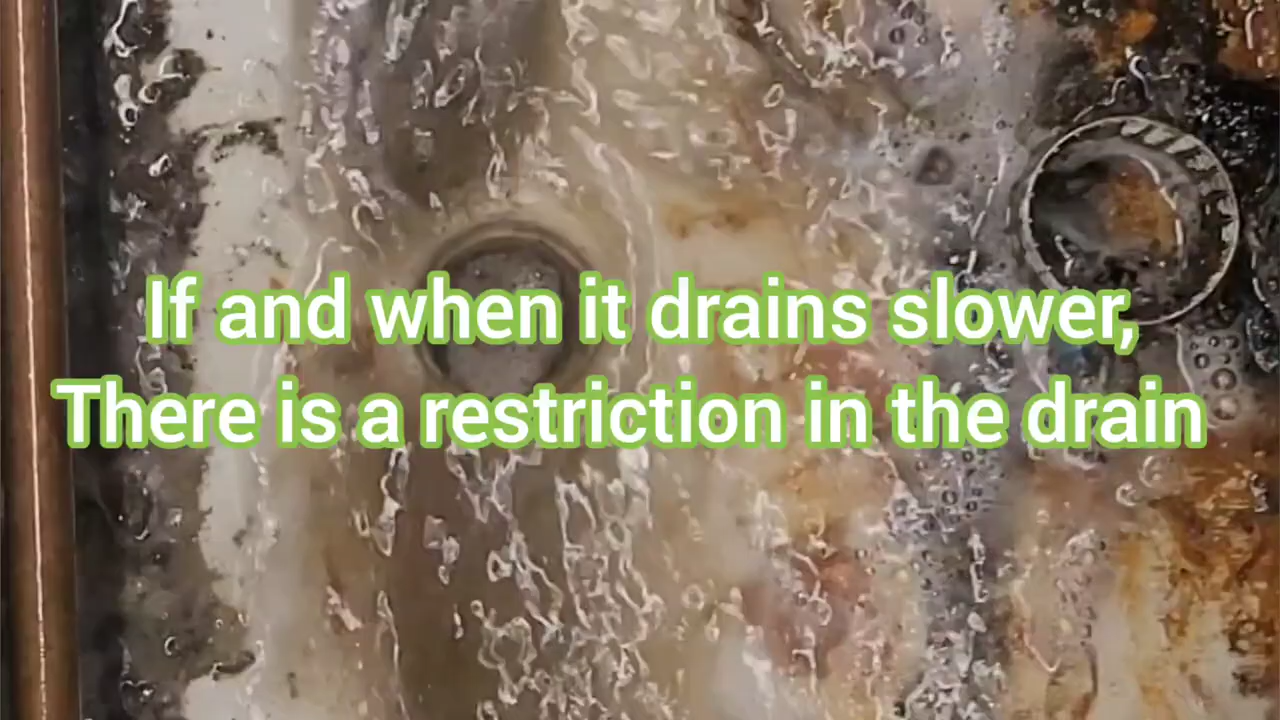 If and when it drains slower,
There is a restriction in the drain